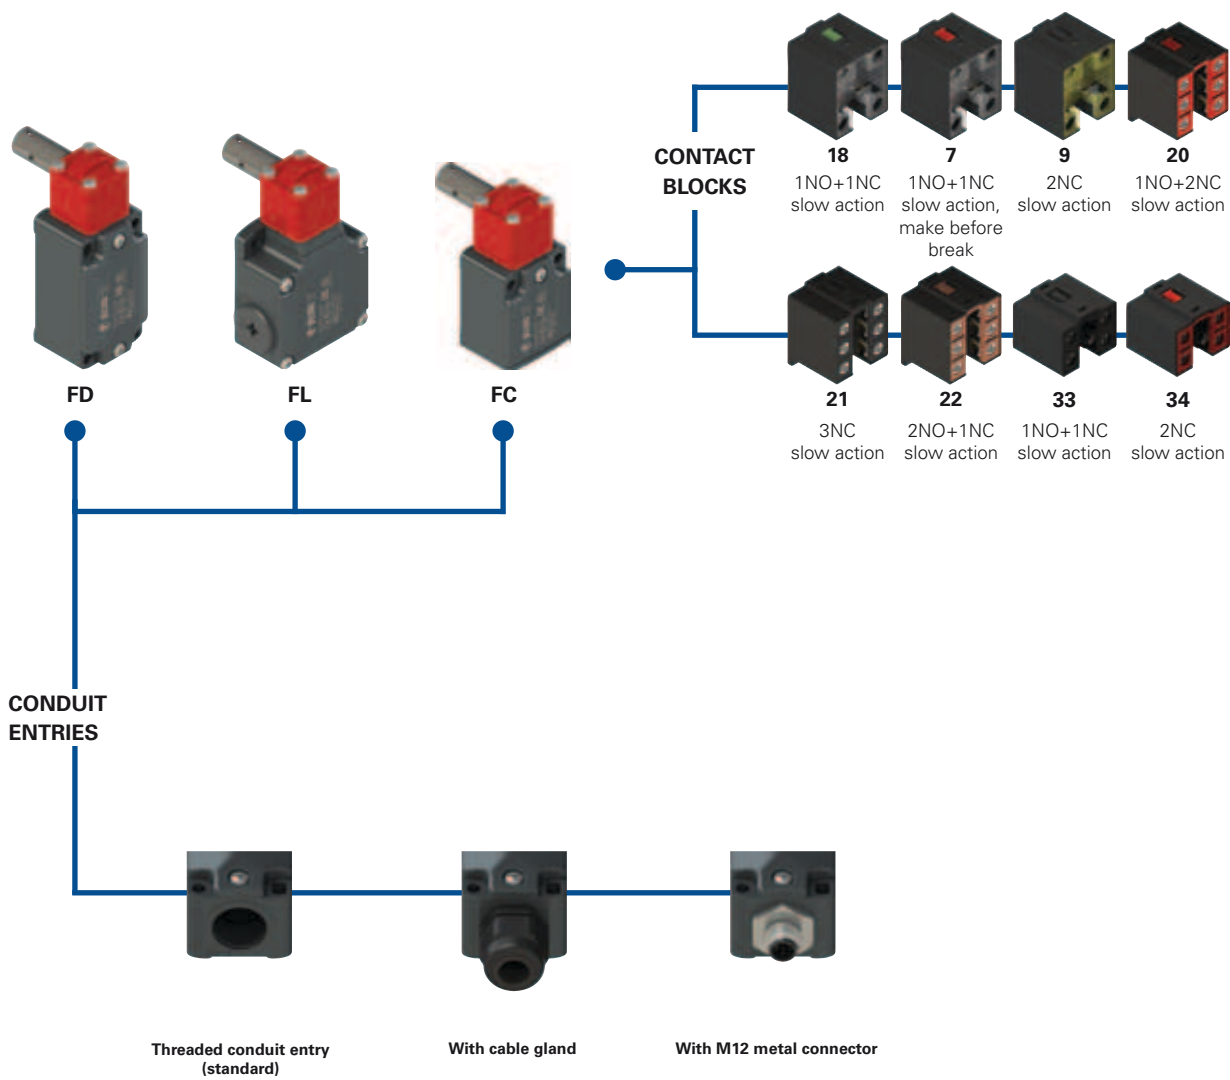 CONTACT
BLOCKS
18
1NO+1NC
slow action
7
1NO+1NC
slow action,
make before
break
9
2NC
slow action
20
1NO+2NC
slow action
21
3NC
slow action
22
2NO+1NC
slow action
33
1NO+1NC
slow action
34
2NC
slow action
FD
FL
FC
CONDUIT
ENTRIES
Threaded conduit entry
(standard)
With cable gland
With M12 metal connector